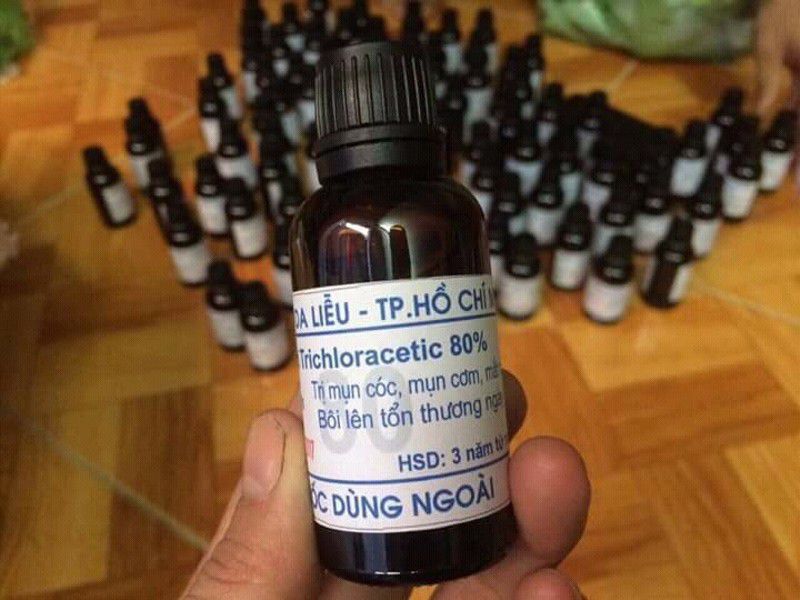 DA LIỄU - TP.HỒ CHÍ
Trichloracetic 80%
Trị mụn cóc, mụn cơm,
Bôi lên tổn thương
HSD: 3 năm từ
DÙNG NGOÀI